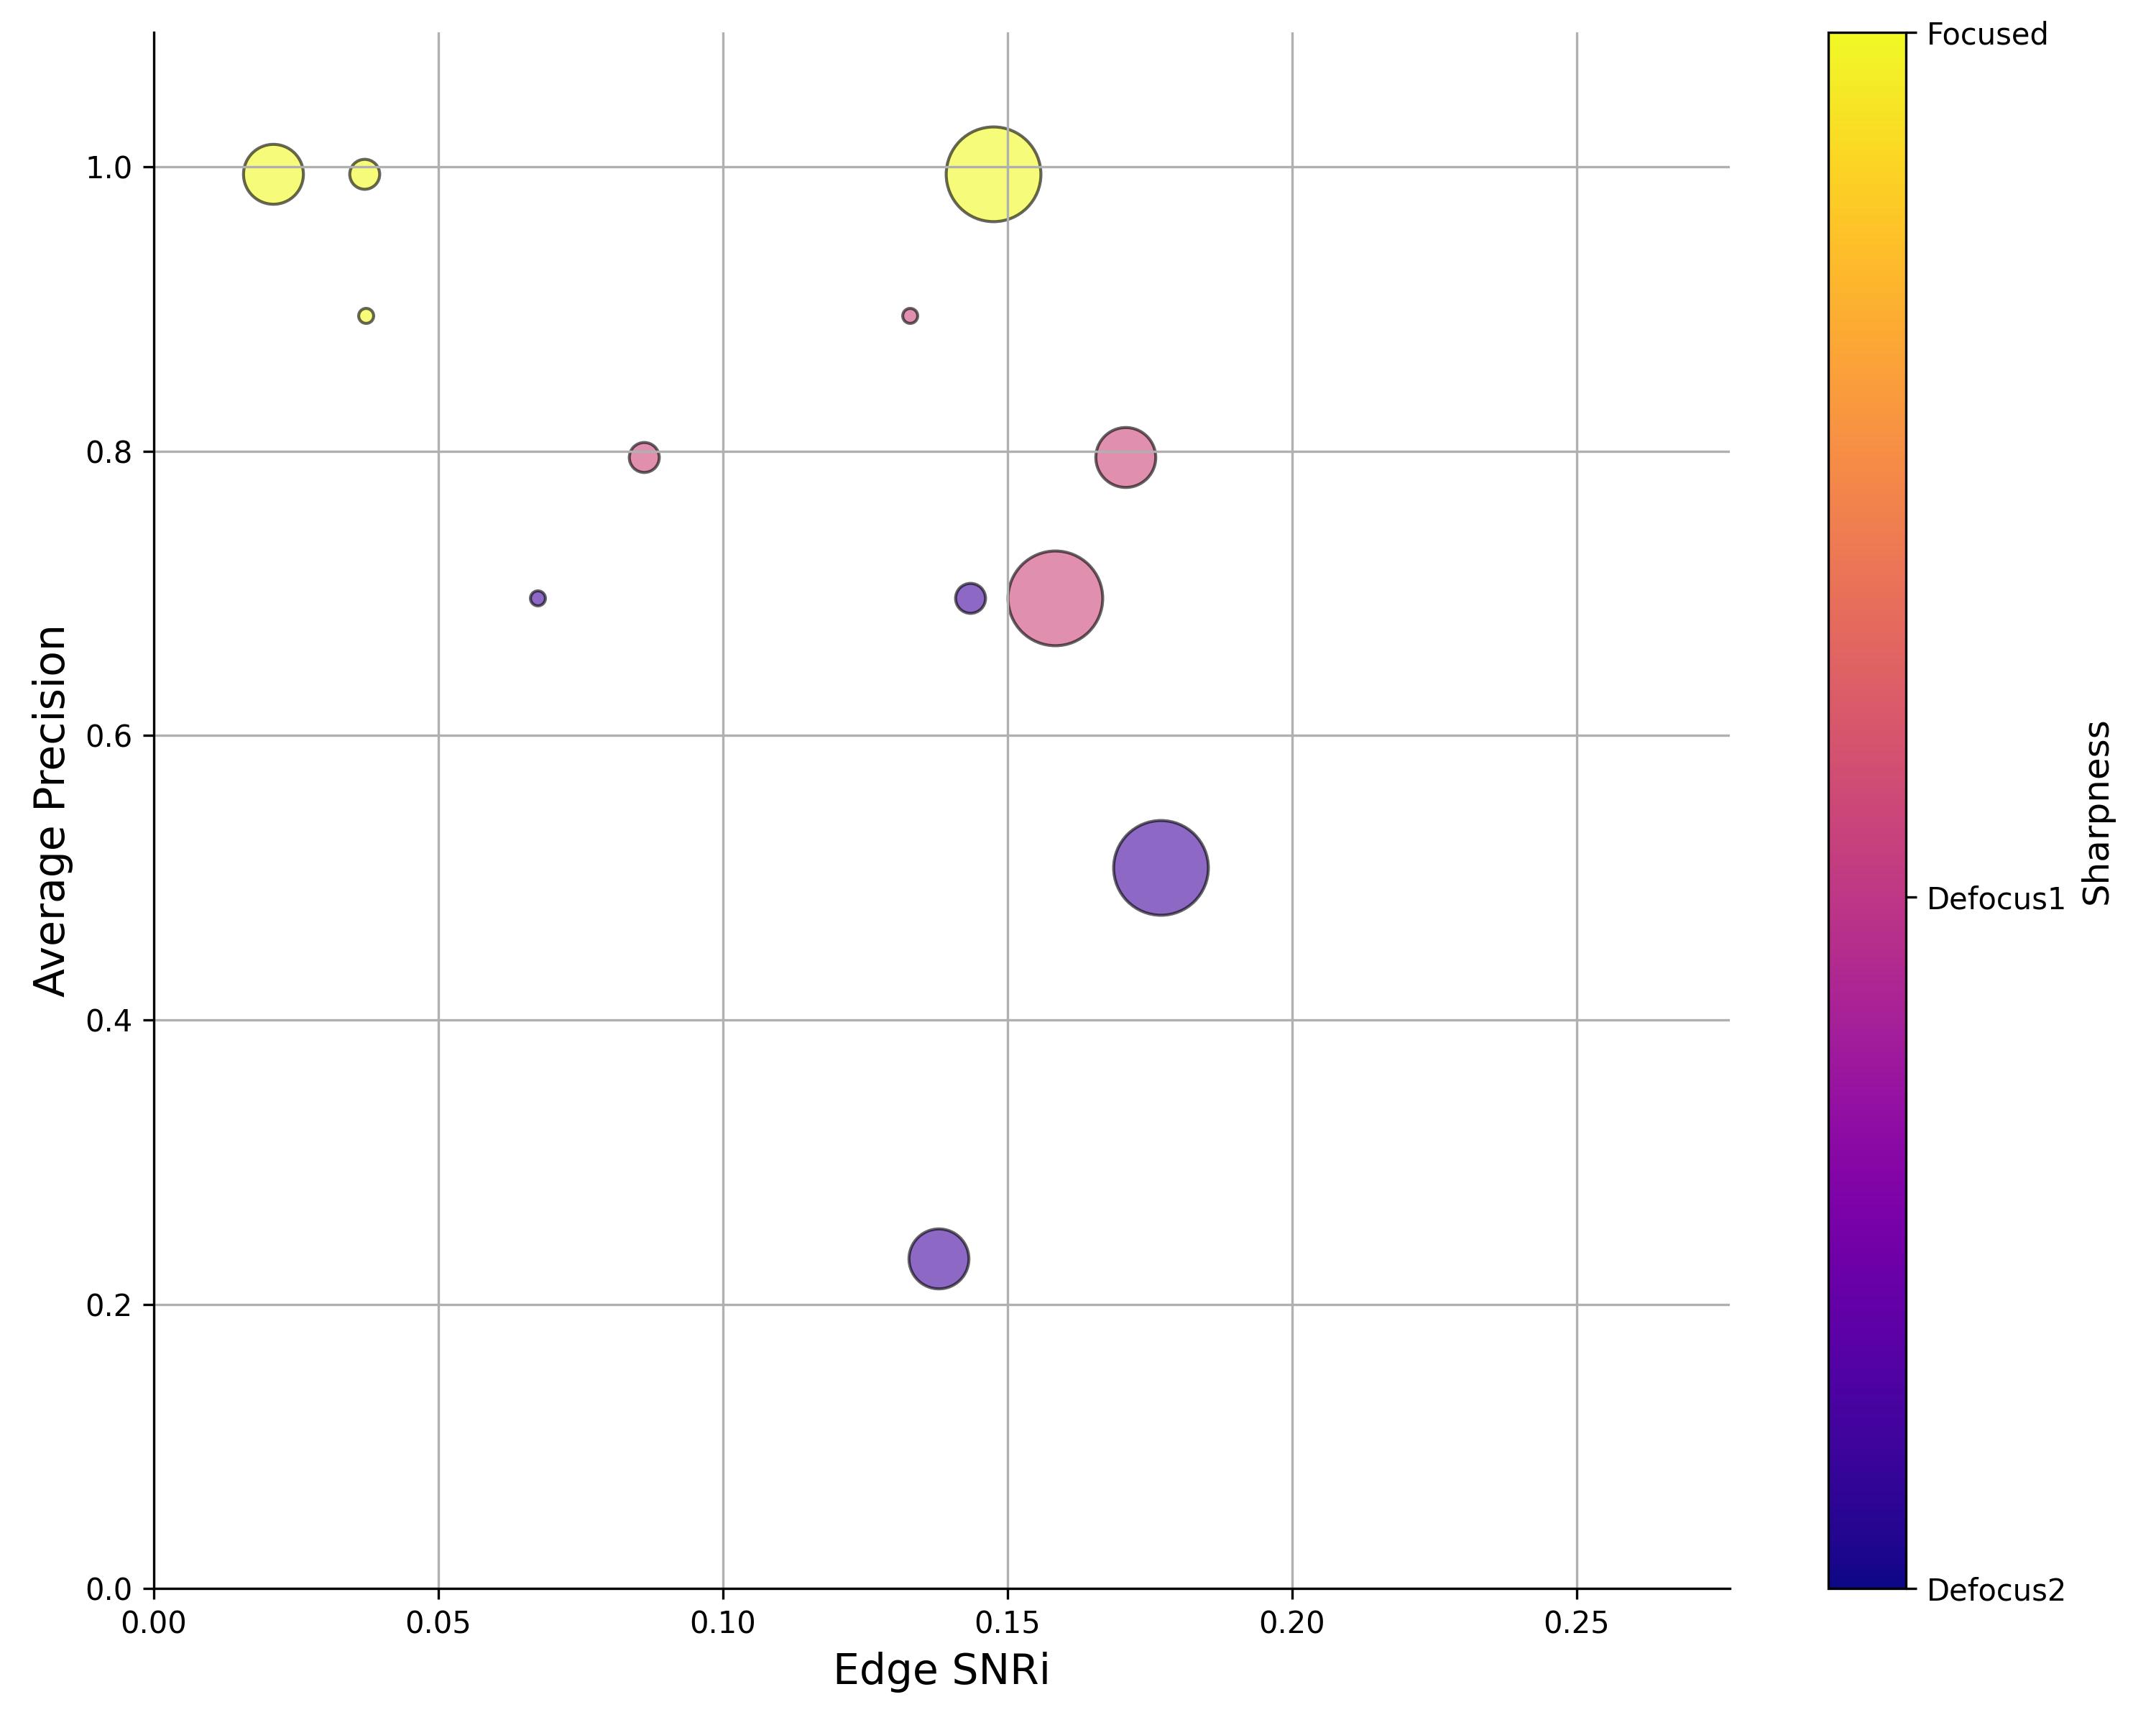 Average Precision
1.0
0.8
0.6
0.4
0.2
0.0
0.00 0.05 0.10 0.15 0.20 0.25
Edge SNRi
Focused
Defocus1
Defocus2
Sharpness